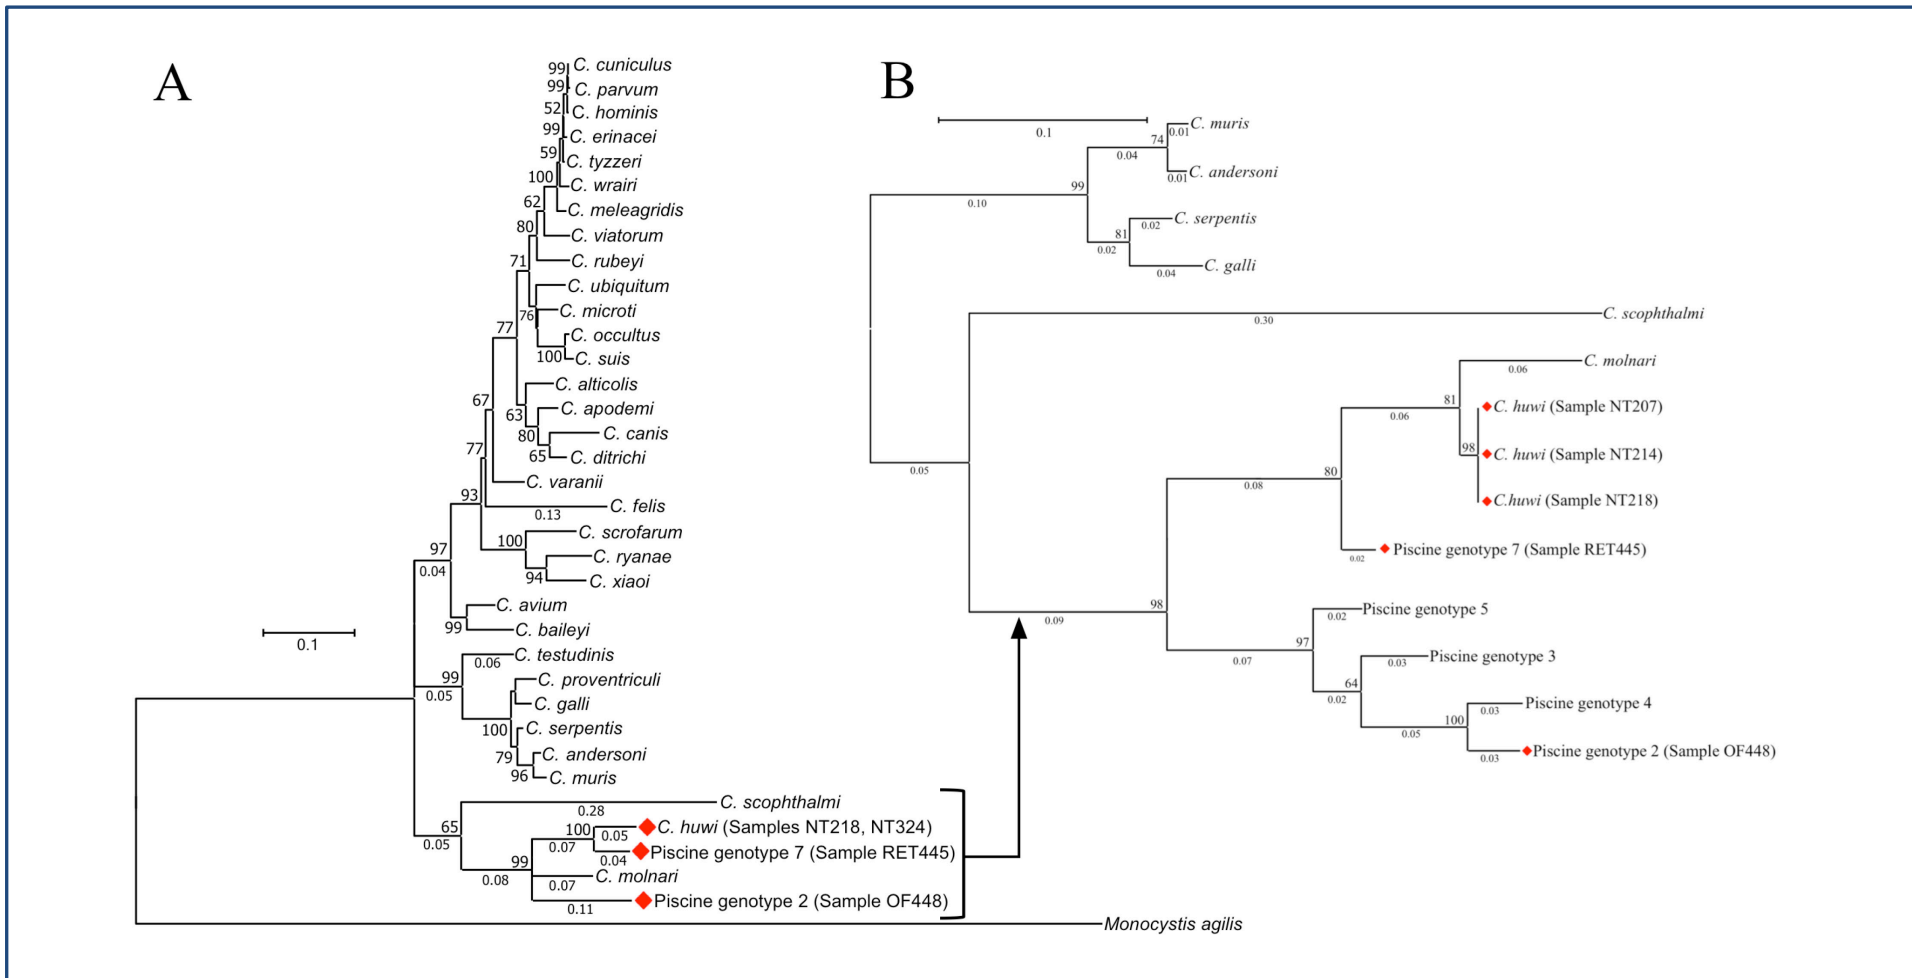 A
99
C. cuniculus
99
C. parvum
52
C. hominis
99
C. erinacei
59
C. tyzzeri
100
C. wrairi
62
C. meleagridis
80
C. viatorum
71
C. rubeyi
C. ubiquitum
76
C. microti
77
C. occultus
100
C. suis
C. alticolis
67
63
C. apodemi
80
C. canis
77
65
C. ditrichi
C. varanii
93
C. felis
0.13
C. scrofarum
100
97
C. ryanae
0.04
94
C. xiaoi
C. avium
99
C. baileyi
0.1
C. testudinis
99
0.06
0.05
C. proventriculi
C. galli
100
C. serpentis
79
C. andersoni
96
C. muris
C. scophthalmi
0.28
65
0.05
100
C. huwi (Samples NT218, NT324)
0.07
0.05
Piscine genotype 7 (Sample RET445)
0.04
99
0.08
C. molnari
0.07
Piscine genotype 2 (Sample OF448)
0.11
Monocystis agilis
B
0.1
C. muris
0.01
74
0.04
C. andersoni
0.01
99
0.10
C. serpentis
0.02
81
0.02
C. galli
0.04
C. scophthalmi
0.30
C. molnari
0.06
81
0.06
C. huwi (Sample NT207)
98
C. huwi (Sample NT214)
80
0.08
C.huwi (Sample NT218)
0.05
Piscine genotype 7 (Sample RET445)
0.02
98
0.09
Piscine genotype 5
0.02
97
0.07
Piscine genotype 3
0.03
64
0.02
Piscine genotype 4
0.03
100
0.05
Piscine genotype 2 (Sample OF448)
0.03